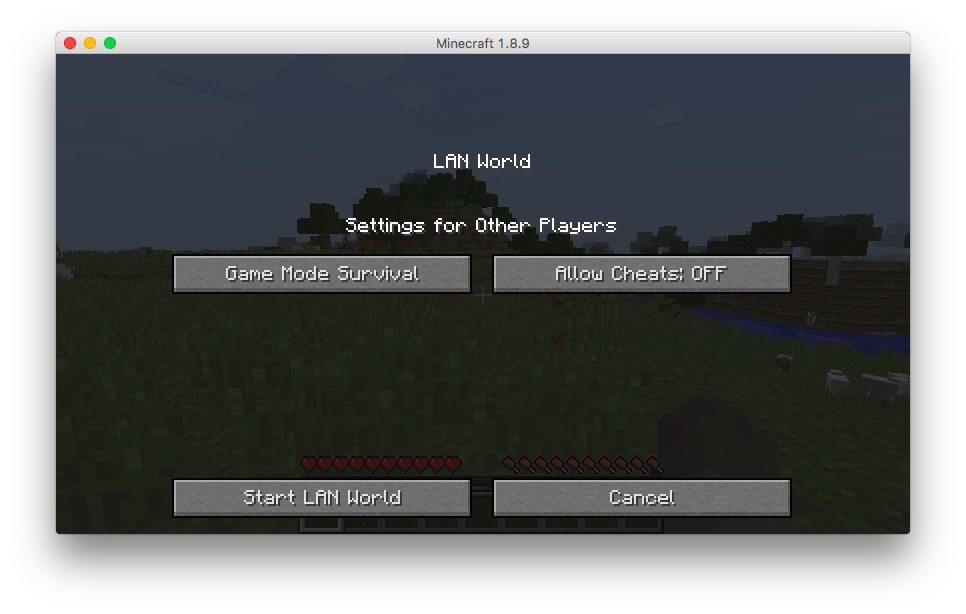 Minecraft 1.8.9
LAN World
Settings for Other Players
Game Mode Survival
Allow Cheats: OFF
Start LAN World
Cancel